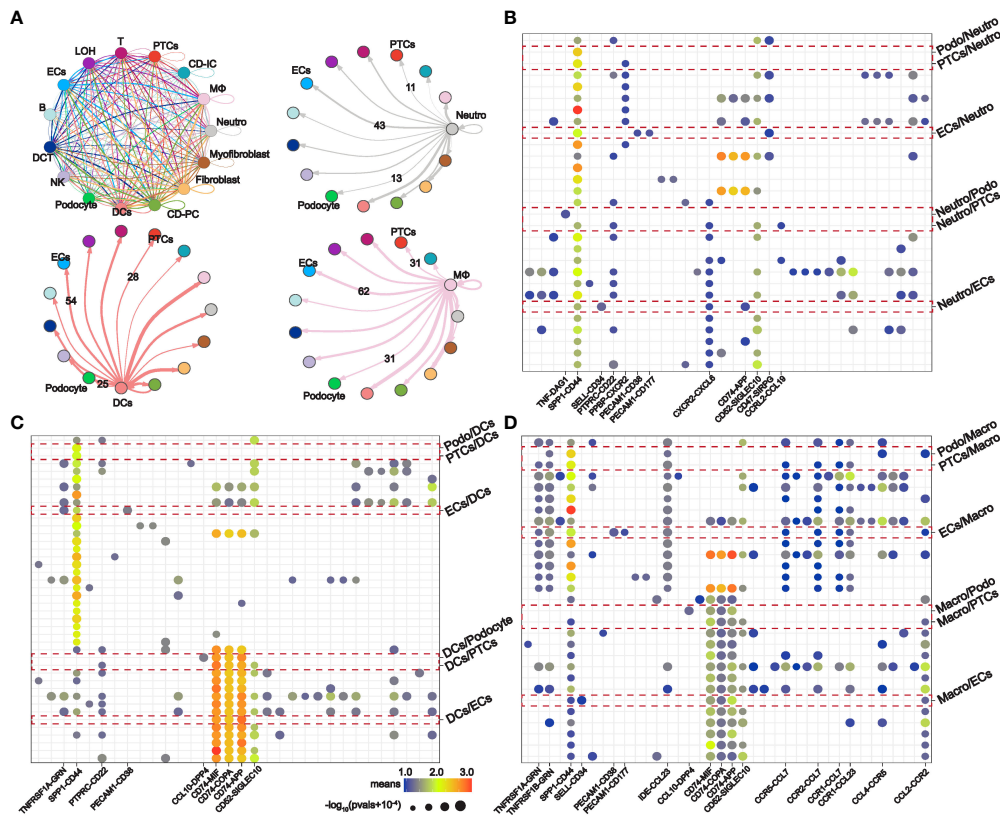 A
T
LOH
PTCs
CD-IC
ECs
MΦ
B
Neutro
DCT
Myofibroblast
NK
Fibroblast
Podocyte
DCs
CD-PC
PTCs
ECs
11
Neutro
43
13
Podocyte
PTCs
ECs
28
54
Podocyte
25
DCs
PTCs
ECs
31
MΦ
62
31
Podocyte
B
Podo/Neutro
PTCs/Neutro
ECs/Neutro
Neutro/Podo
Neutro/PTCs
Neutro/ECs
TNF-DAG1
SPP1-CD44
SELL-CD34
PTPRC-CD22
PPBP-CXCR2
PECAM1-CD38
PECAM1-CD177
CXCR2-CXCL5
CD74-APP
CD52-SIGLEC10
CD47-SIRPG
CCRL2-CCL19
C
Podo/DCs
PTCs/DCs
ECs/DCs
DCs/Podocyte
DCs/PTCs
DCs/ECs
TNFRSF1A-GRN
SPP1-CD44
PTPRC-CD22
PECAM1-CD38
CCL10-DPP4
CD74-MIF
CD74-COPA
CD74-APP
CD52-SIGLEC10
means
1.0 2.0 3.0
-log10(pvals+10-4)
D
Podo/Macro
PTCs/Macro
ECs/Macro
Macro/Podo
Macro/PTCs
Macro/ECs
TNFRSF1A-GRN
TNFRSF1B-GRN
SPP1-CD44
SELL-CD34
PECAM1-CD38
PECAM1-CD177
IDE-CCL23
CCL10-DPP4
CD74-MIF
CD74-COPA
CD74-APP
CD52-SIGLEC10
CCR5-CCL7
CCR2-CCL7
CCR1-CCL7
CCR1-CCL23
CCL4-CCR5
CCL2-CCR2